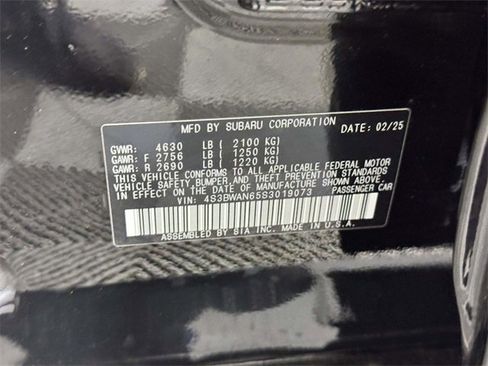 MFD BY SUBARU CORPORATION DATE: 02/25
GVWR: 4630 LB ( 2100 KG)
GAWR: F 2756 LB ( 1250 KG)
GAWR: R 2690 LB ( 1220 KG)
THIS VEHICLE CONFORMS TO ALL APPLICABLE FEDERAL MOTOR
VEHICLE SAFETY, BUMPER, AND THEFT PREVENTION STANDARDS
IN EFFECT ON THE DATE OF MANUFACTURE SHOWN ABOVE.
VIN: 4S3BWAN65S3019073 PASSENGER CAR
ASSEMBLED BY SIA INC. MADE IN U.S.A.